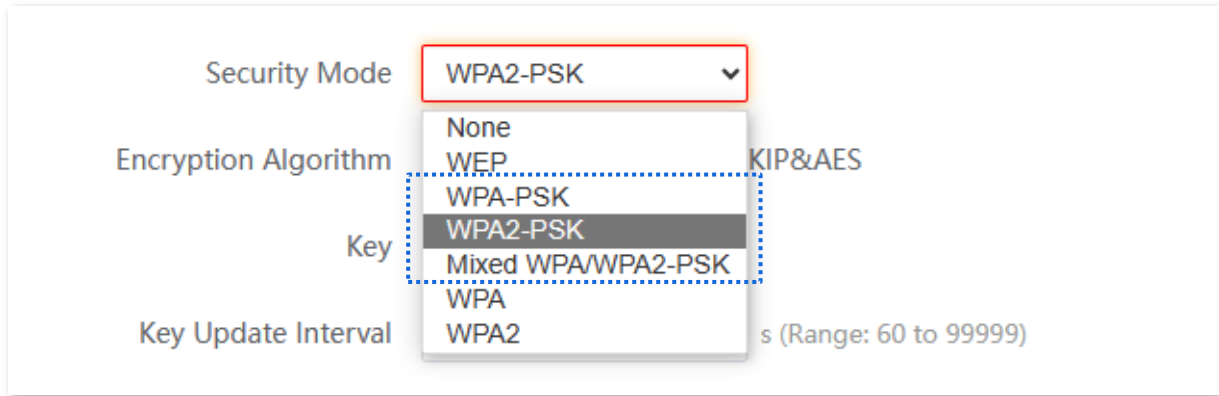 Security Mode WPA2-PSK
None
Encryption Algorithm WEP KIP&AES
WPA-PSK
WPA2-PSK
Key
Mixed WPA/WPA2-PSK
WPA
Key Update Interval WPA2 s (Range: 60 to 99999)